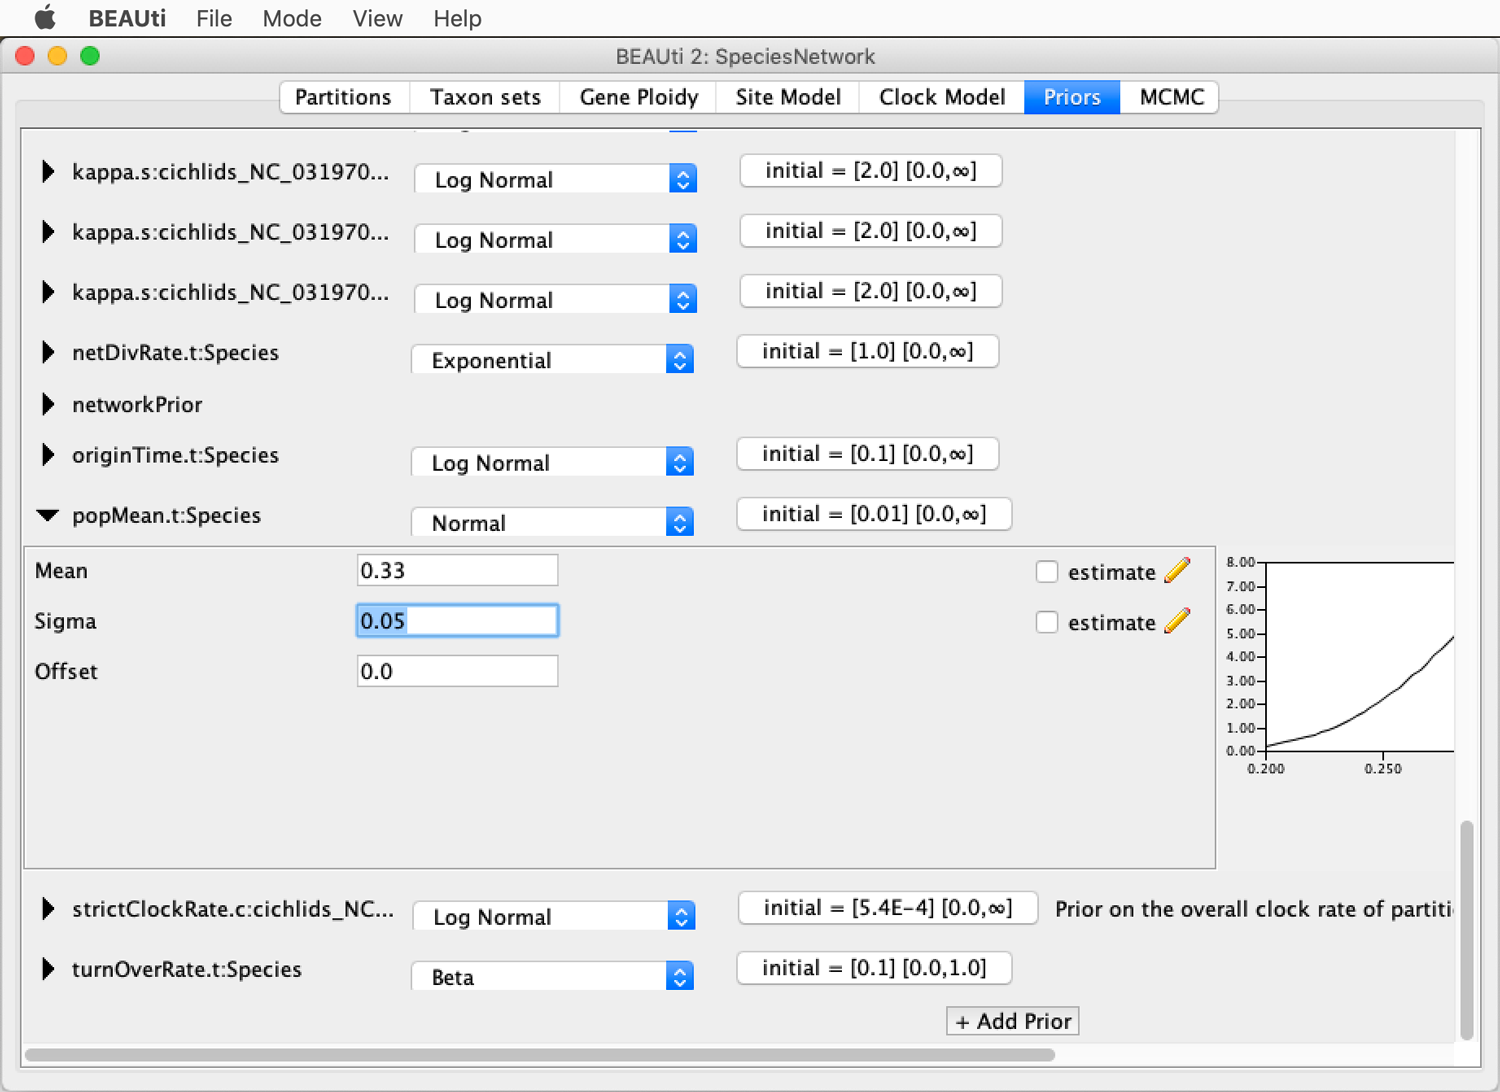 BEAUti File Mode View Help
BEAUti 2: SpeciesNetwork
Partitions Taxon sets Gene Ploidy Site Model Clock Model Priors MCMC
kappa.s:cichlids_NC_031970... Log Normal initial = [2.0] [0.0,∞]
kappa.s:cichlids_NC_031970... Log Normal initial = [2.0] [0.0,∞]
kappa.s:cichlids_NC_031970... Log Normal initial = [2.0] [0.0,∞]
netDivRate.t:Species Exponential initial = [1.0] [0.0,∞]
networkPrior
originTime.t:Species Log Normal initial = [0.1] [0.0,∞]
popMean.t:Species Normal initial = [0.01] [0.0,∞]
Mean 0.33 estimate
Sigma 0.05 estimate
Offset 0.0
8.00
7.00
6.00
5.00
4.00
3.00
2.00
1.00
0.00
0.200 0.250
strictClockRate.c:cichlids_NC... Log Normal initial = [5.4E-4] [0.0,∞] Prior on the overall clock rate of partiti
turnOverRate.t:Species Beta initial = [0.1] [0.0,1.0]
+ Add Prior